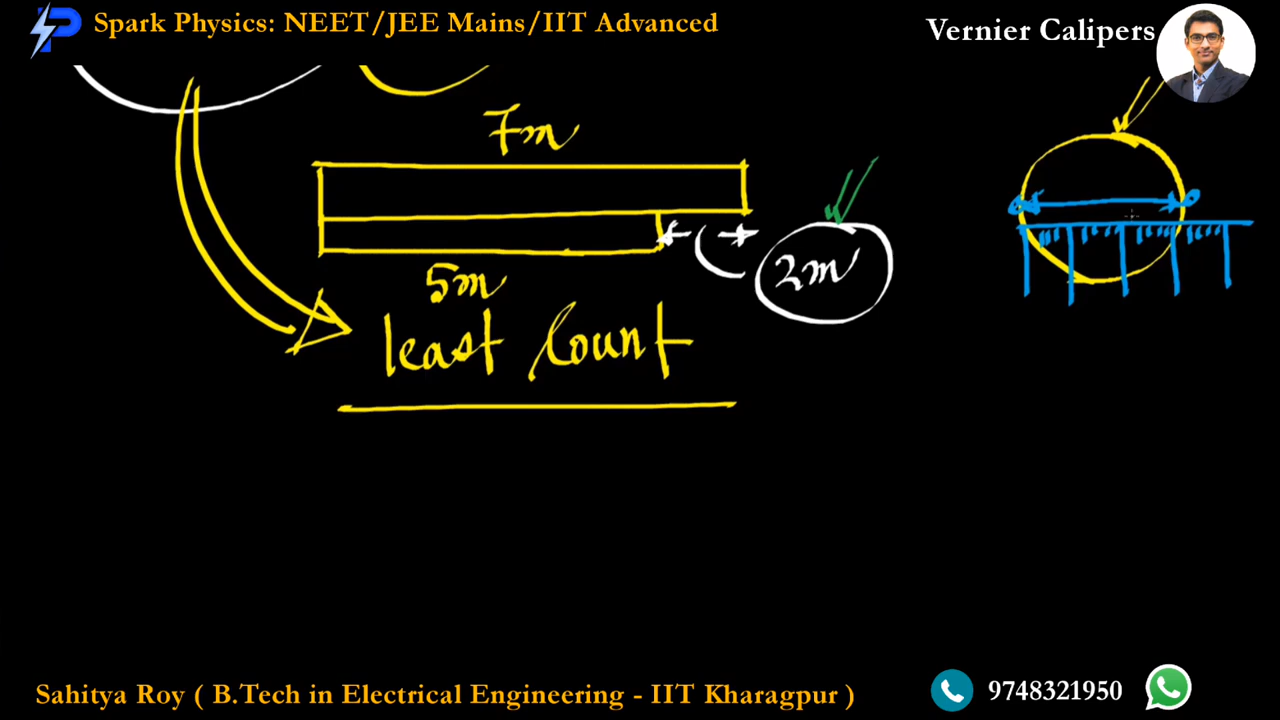 Spark Physics: NEET/JEE Mains/IIT Advanced
Vernier Calipers
7m
2m
5m
least Count
Sahitya Roy ( B.Tech in Electrical Engineering - IIT Kharagpur )
9748321950